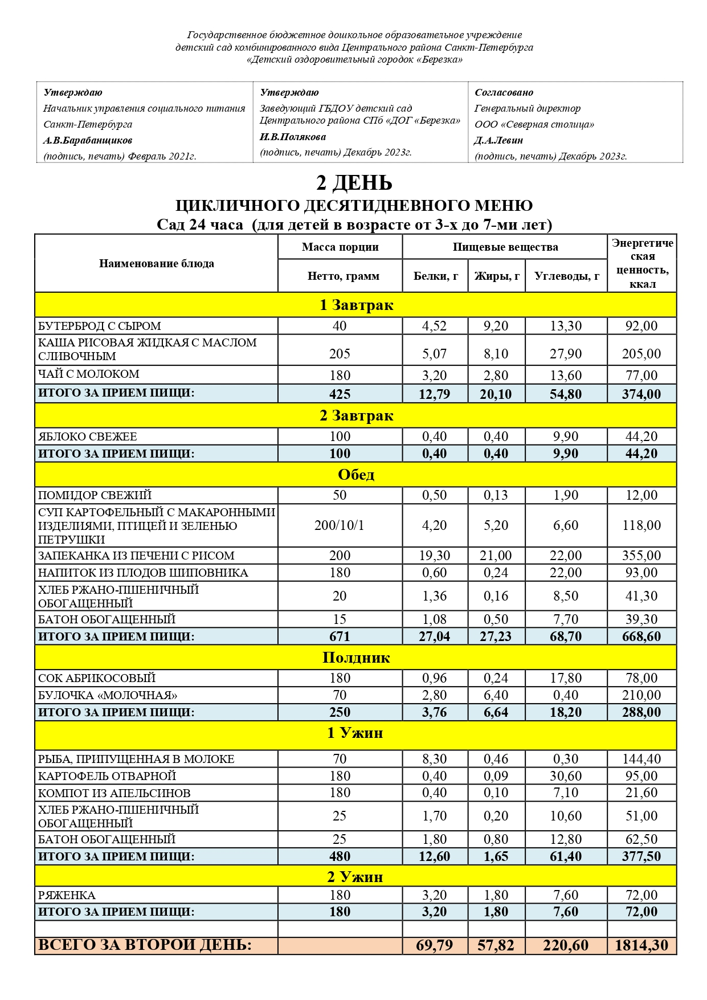 Государственное бюджетное дошкольное образовательное учреждение
детский сад комбинированного вида Центрального района Санкт-Петербурга
«Детский оздоровительный городок «Березка»
Утверждаю
Начальник управления социального питания
Санкт-Петербурга
А.В.Барабанщиков
(подпись, печать) Февраль 2021г.
Утверждаю
Заведующий ГБДОУ детский сад
Центрального района СПб «ДОГ «Березка»
И.В.Полякова
(подпись, печать) Декабрь 2023г.
Согласовано
Генеральный директор
ООО «Северная столица»
Д.А.Левин
(подпись, печать) Декабрь 2023г.
2 ДЕНЬ
ЦИКЛИЧНОГО ДЕСЯТИДНЕВНОГО МЕНЮ
Сад 24 часа (для детей в возрасте от 3-х до 7-ми лет)
Наименование блюда
Масса порции
Нетто, грамм
Пищевые вещества
Белки, г Жиры, г Углеводы, г
Энергетиче
ская
ценность,
ккал
1 Завтрак
БУТЕРБРОД С СЫРОМ 40 4,52 9,20 13,30 92,00
КАША РИСОВАЯ ЖИДКАЯ С МАСЛОМ
СЛИВОЧНЫМ 205 5,07 8,10 27,90 205,00
ЧАЙ С МОЛОКОМ 180 3,20 2,80 13,60 77,00
ИТОГО ЗА ПРИЕМ ПИЩИ: 425 12,79 20,10 54,80 374,00
2 Завтрак
ЯБЛОКО СВЕЖЕЕ 100 0,40 0,40 9,90 44,20
ИТОГО ЗА ПРИЕМ ПИЩИ: 100 0,40 0,40 9,90 44,20
Обед
ПОМИДОР СВЕЖИЙ 50 0,50 0,13 1,90 12,00
СУП КАРТОФЕЛЬНЫЙ С МАКАРОННЫМИ
ИЗДЕЛИЯМИ, ПТИЦЕЙ И ЗЕЛЕНЬЮ 200/10/1 4,20 5,20 6,60 118,00
ПЕТРУШКИ
ЗАПЕКАНКА ИЗ ПЕЧЕНИ С РИСОМ 200 19,30 21,00 22,00 355,00
НАПИТОК ИЗ ПЛОДОВ ШИПОВНИКА 180 0,60 0,24 22,00 93,00
ХЛЕБ РЖАНО-ПШЕНИЧНЫЙ
ОБОГАЩЕННЫЙ 20 1,36 0,16 8,50 41,30
БАТОН ОБОГАЩЕННЫЙ 15 1,08 0,50 7,70 39,30
ИТОГО ЗА ПРИЕМ ПИЩИ: 671 27,04 27,23 68,70 668,60
Полдник
СОК АБРИКОСОВЫЙ 180 0,96 0,24 17,80 78,00
БУЛОЧКА «МОЛОЧНАЯ» 70 2,80 6,40 0,40 210,00
ИТОГО ЗА ПРИЕМ ПИЩИ: 250 3,76 6,64 18,20 288,00
1 Ужин
РЫБА, ПРИПУЩЕННАЯ В МОЛОКЕ 70 8,30 0,46 0,30 144,40
КАРТОФЕЛЬ ОТВАРНОЙ 180 0,40 0,09 30,60 95,00
КОМПОТ ИЗ АПЕЛЬСИНОВ 180 0,40 0,10 7,10 21,60
ХЛЕБ РЖАНО-ПШЕНИЧНЫЙ
ОБОГАЩЕННЫЙ 25 1,70 0,20 10,60 51,00
БАТОН ОБОГАЩЕННЫЙ 25 1,80 0,80 12,80 62,50
ИТОГО ЗА ПРИЕМ ПИЩИ: 480 12,60 1,65 61,40 377,50
2 Ужин
РЯЖЕНКА 180 3,20 1,80 7,60 72,00
ИТОГО ЗА ПРИЕМ ПИЩИ: 180 3,20 1,80 7,60 72,00
ВСЕГО ЗА ВТОРОЙ ДЕНЬ: 69,79 57,82 220,60 1814,30